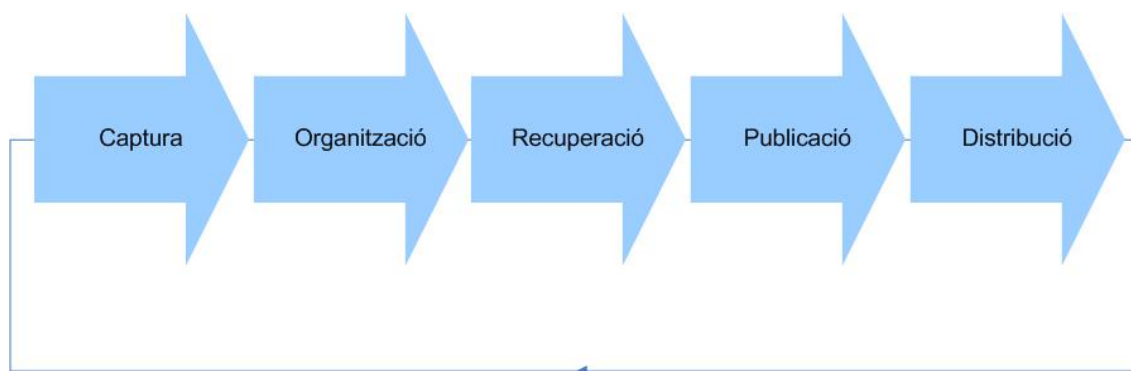 Captura
Organització
Recuperació
Publicació
Distribució